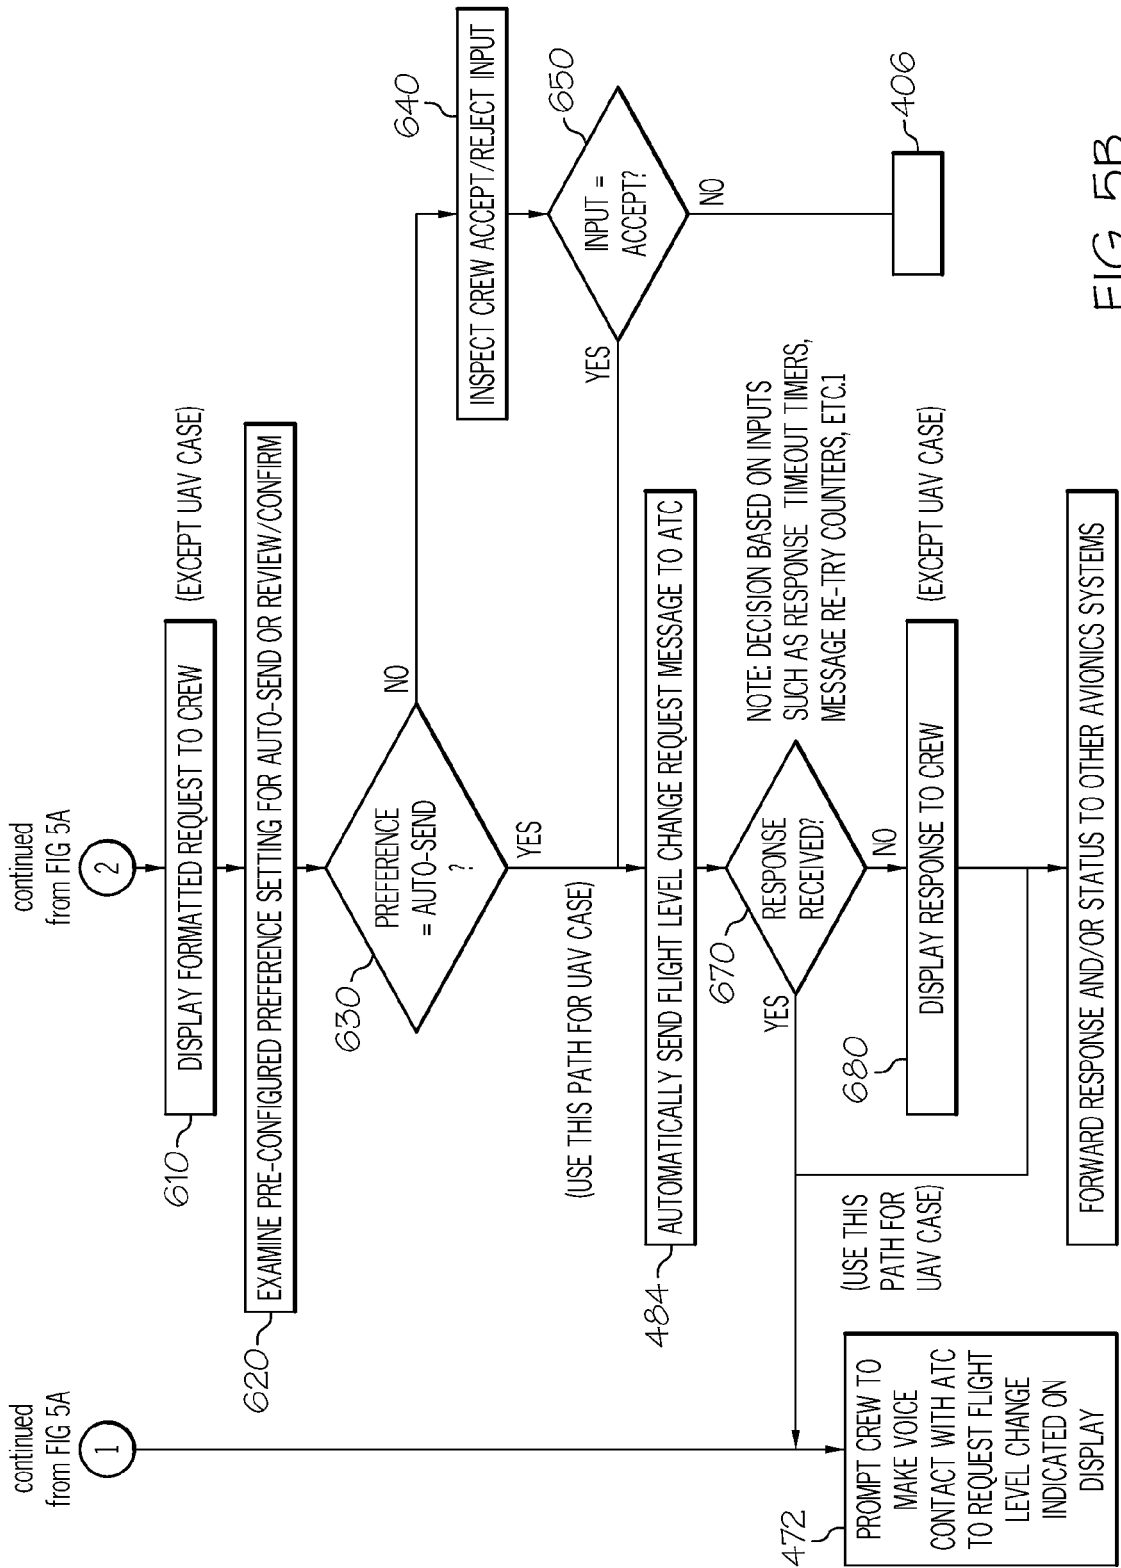 continued
from FIG 5A
1
continued
from FIG 5A
2
610
DISPLAY FORMATTED REQUEST TO CREW
(EXCEPT UAV CASE)
620
EXAMINE PRE-CONFIGURED PREFERENCE SETTING FOR AUTO-SEND OR REVIEW/CONFIRM
630
PREFERENCE
= AUTO-SEND
?
NO
YES
(USE THIS PATH FOR UAV CASE)
640
INSPECT CREW ACCEPT/REJECT INPUT
650
INPUT =
ACCEPT?
YES
NO
406
484
AUTOMATICALLY SEND FLIGHT LEVEL CHANGE REQUEST MESSAGE TO ATC
670
RESPONSE
RECEIVED?
YES
NO
NOTE: DECISION BASED ON INPUTS
SUCH AS RESPONSE TIMEOUT TIMERS,
MESSAGE RE-TRY COUNTERS, ETC.1
680
DISPLAY RESPONSE TO CREW
(EXCEPT UAV CASE)
(USE THIS
PATH FOR
UAV CASE)
FORWARD RESPONSE AND/OR STATUS TO OTHER AVIONICS SYSTEMS
472
PROMPT CREW TO
MAKE VOICE
CONTACT WITH ATC
TO REQUEST FLIGHT
LEVEL CHANGE
INDICATED ON
DISPLAY
FIG. 5B